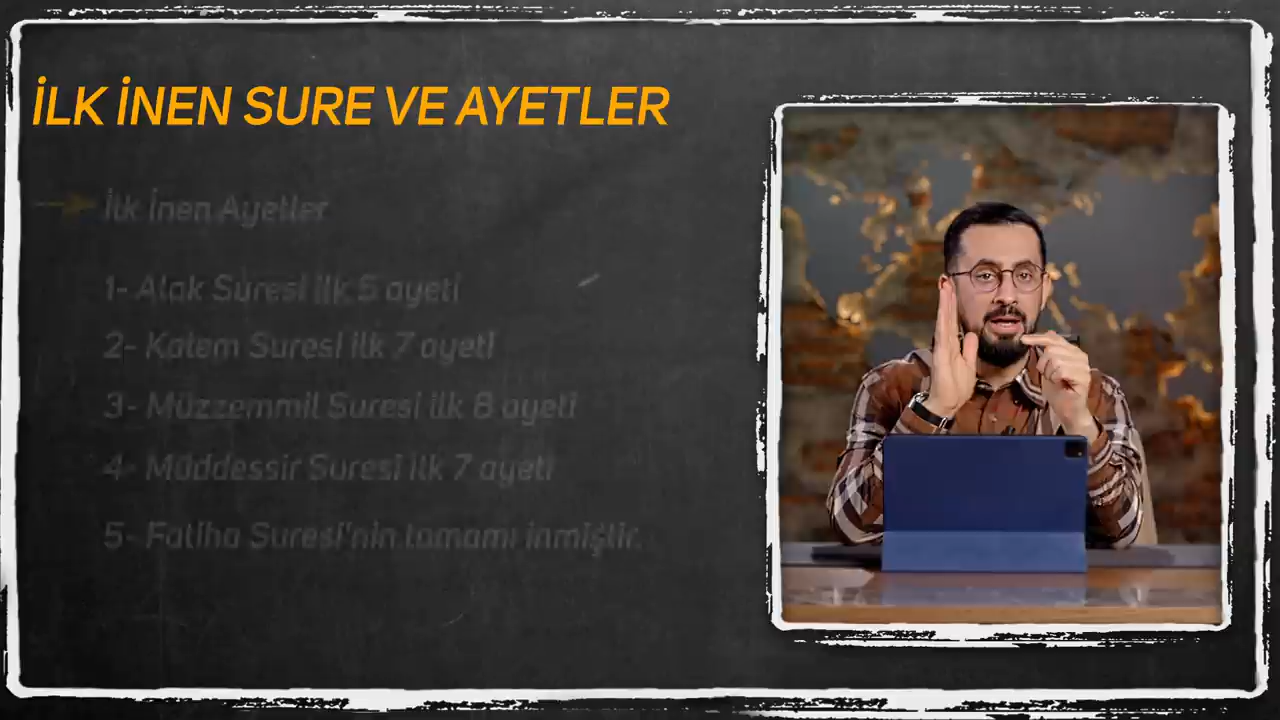 İLK İNEN SURE VE AYETLER
İlk İnen Ayetler
1- Alak Suresi ilk 5 ayeti
2- Kalem Suresi ilk 7 ayeti
3- Müzzemmil Suresi ilk 8 ayeti
4- Müddessir Suresi ilk 7 ayeti
5- Fatiha Suresi'nin tamamı inmiştir.